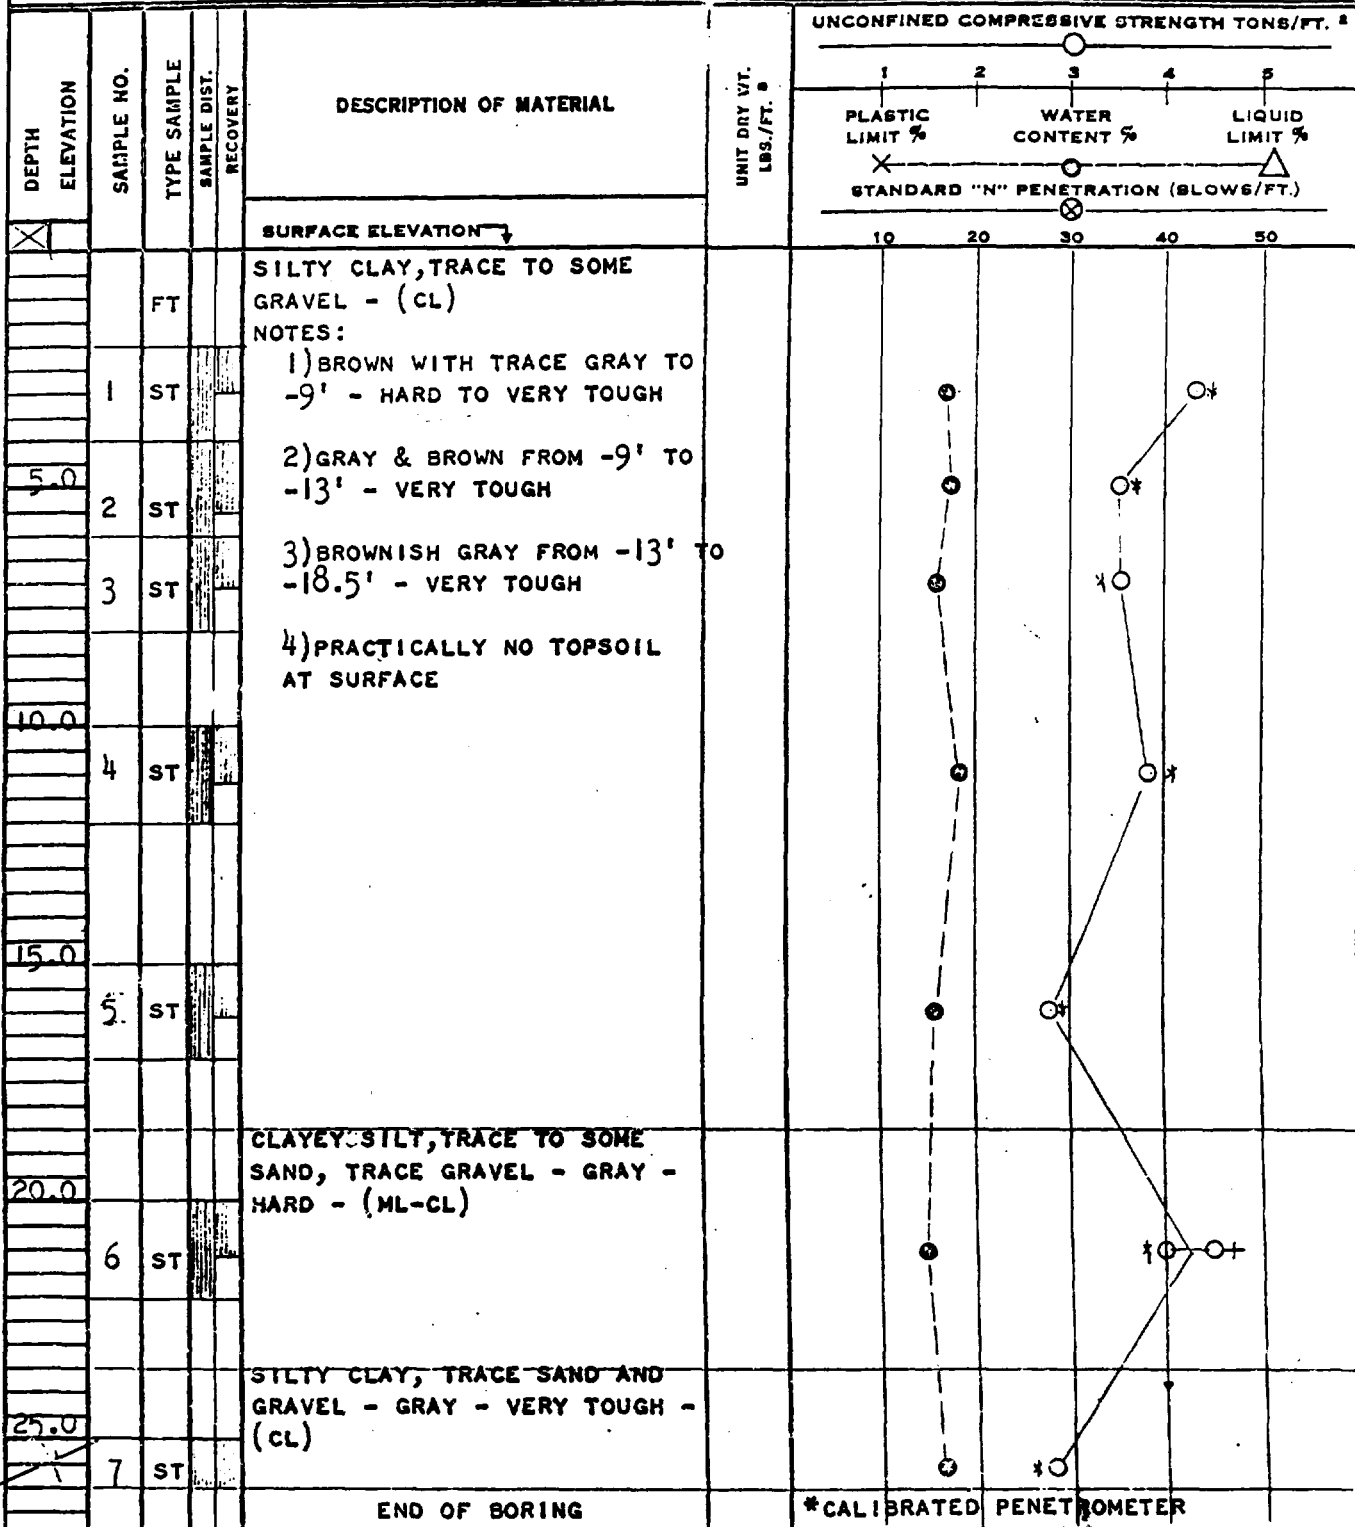 UNCONFINED COMPRESSIVE STRENGTH TONS/FT. 2
1 2 3 4 5
DEPTH
ELEVATION
SAMPLE NO.
TYPE SAMPLE
SAMPLE DIST.
RECOVERY
DESCRIPTION OF MATERIAL
UNIT DRY WT.
LBS./FT. 3
PLASTIC LIMIT %
WATER CONTENT %
LIQUID LIMIT %
STANDARD "N" PENETRATION (BLOWS/FT.)
10 20 30 40 50
SURFACE ELEVATION
SILTY CLAY, TRACE TO SOME
FT GRAVEL - (CL)
NOTES:
1) BROWN WITH TRACE GRAY TO
1 ST -9' - HARD TO VERY TOUGH
2) GRAY & BROWN FROM -9' TO
5.0 -13' - VERY TOUGH
2 ST
3) BROWNISH GRAY FROM -13' TO
3 ST -18.5' - VERY TOUGH
4) PRACTICALLY NO TOPSOIL
AT SURFACE
10.0
4 ST
15.0
5 ST
CLAYEY SILT, TRACE TO SOME
SAND, TRACE GRAVEL - GRAY -
20.0 HARD - (ML-CL)
6 ST
SILTY CLAY, TRACE SAND AND
GRAVEL - GRAY - VERY TOUGH -
25.0 (CL)
7 ST
END OF BORING
*CALIBRATED PENETROMETER